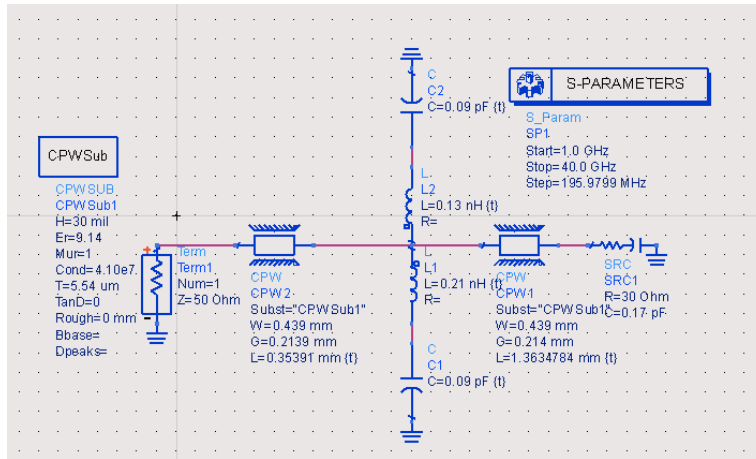 C
C2
C=0.09 pF {t}
S-PARAMETERS
S_Param
SP1
Start=1.0 GHz
Stop=40.0 GHz
Step=195.9799 MHz
CPWSub
CPWSUB
CPWSub1
H=30 mil
Er=9.14
Mur=1
Cond=4.10e7
T=5.54 um
TanD=0
Rough=0 mm
Bbase=
Dpeaks=
L
L2
L=0.13 nH {t}
R=
+
-
Term
Term1
Num=1
Z=50 Ohm
CPW
CPW2
Subst="CPWSub1"
W=0.439 mm
G=0.2139 mm
L=0.35391 mm {t}
L
L1
L=0.21 nH {t}
R=
CPW
CPW1
Subst="CPWSub1"
W=0.439 mm
G=0.214 mm
L=1.3634784 mm {t}
SRC
SRC1
R=30 Ohm
C=0.17 pF
C
C1
C=0.09 pF {t}